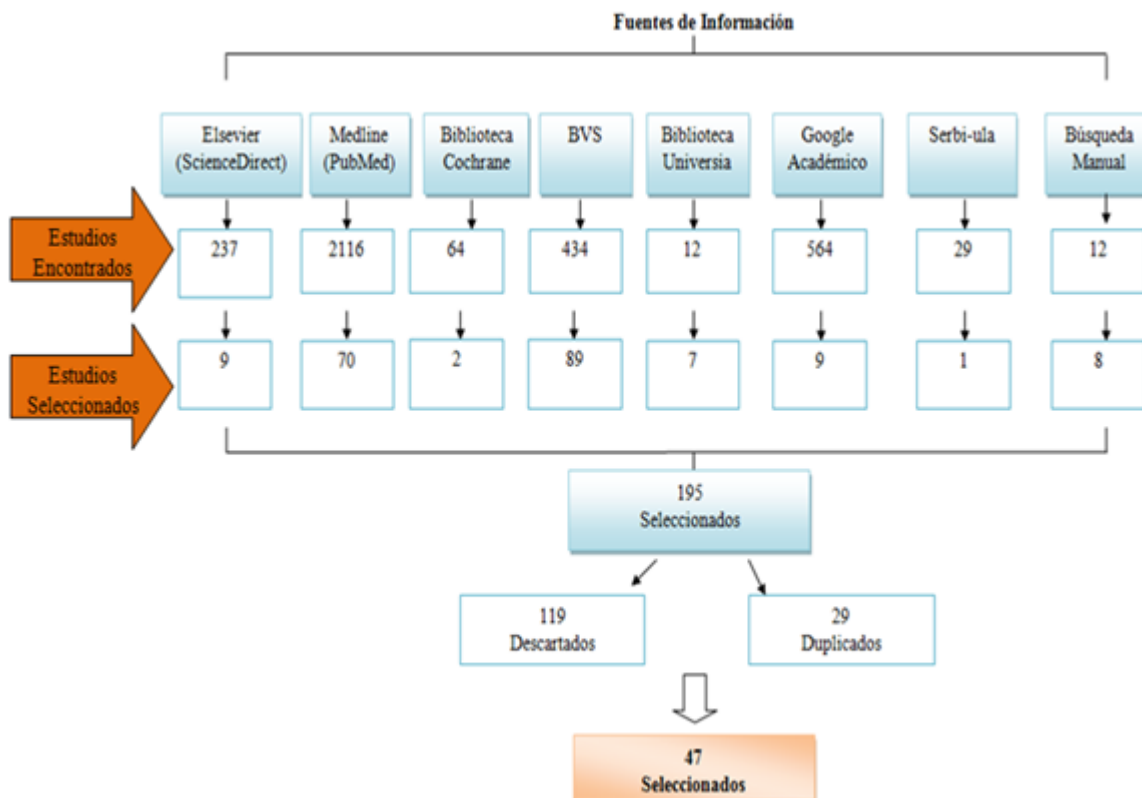 Fuentes de Información
Elsevier
(ScienceDirect)
Medline
(PubMed)
Biblioteca
Cochrane
BVS
Biblioteca
Universia
Google
Académico
Serbi-ula
Búsqueda
Manual
Estudios
Encontrados
237
2116
64
434
12
564
29
12
Estudios
Seleccionados
9
70
2
89
7
9
1
8
195
Seleccionados
119
Descartados
29
Duplicados
47
Seleccionados